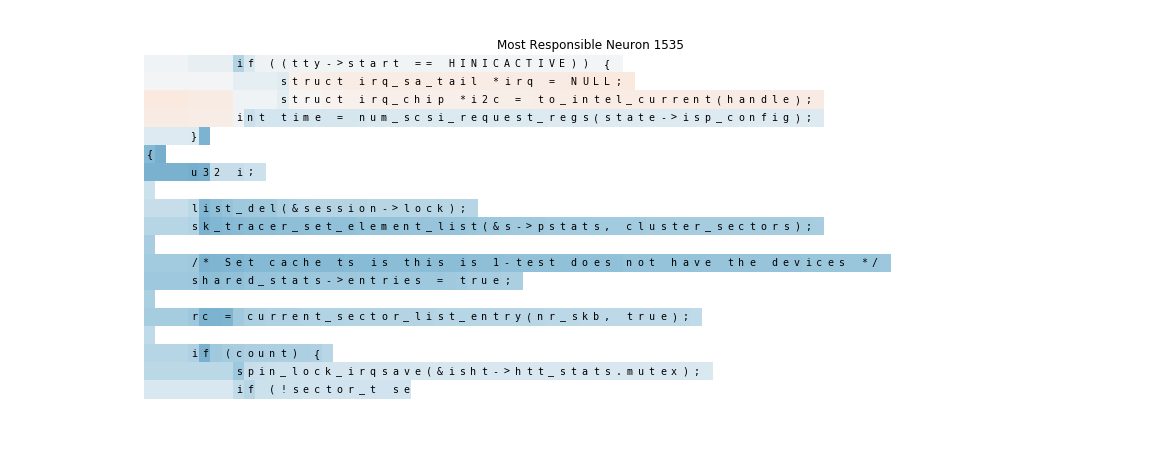 Most Responsible Neuron 1535
if ((tty->start == HINICACTIVE)) {
struct irq_sa_tail *irq = NULL;
struct irq_chip *i2c = to_intel_current(handle);
int time = num_scsi_request_regs(state->isp_config);
}
{
u32 i;
list_del(&session->lock);
sk_tracer_set_element_list(&s->pstats, cluster_sectors);
/* Set cache ts is this is 1-test does not have the devices */
shared_stats->entries = true;
rc = current_sector_list_entry(nr_skb, true);
if (count) {
spin_lock_irqsave(&isht->htt_stats.mutex);
if (!sector_t se